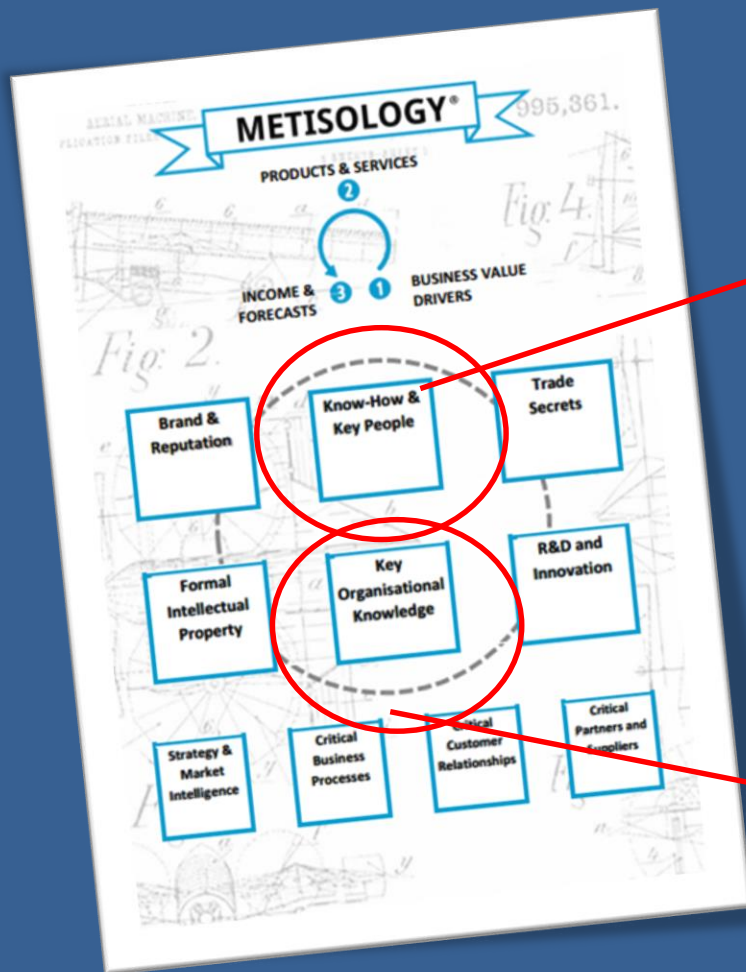 AERIAL MACHINE.
995,361.
METISOLOGY®
PRODUCTS & SERVICES
2
Fig. 4.
INCOME &
FORECASTS
3
1
BUSINESS VALUE
DRIVERS
Fig. 2.
Brand &
Reputation
Know-How &
Key People
Trade
Secrets
Formal
Intellectual
Property
Key
Organisational
Knowledge
R&D and
Innovation
Strategy &
Market
Intelligence
Critical
Business
Processes
Critical
Customer
Relationships
Critical
Partners and
Suppliers